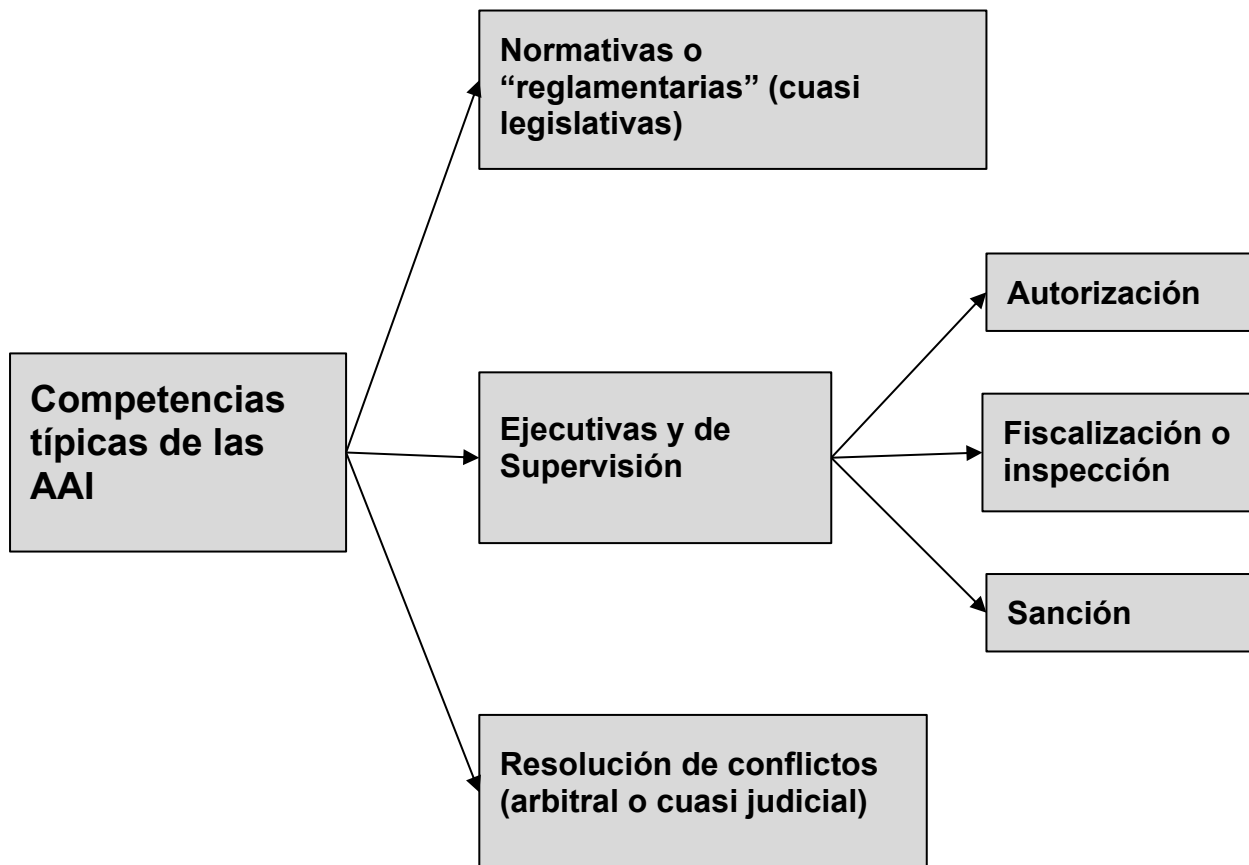 Normativas o
“reglamentarias” (cuasi
legislativas)
Autorización
Competencias
típicas de las
AAI
Ejecutivas y de
Supervisión
Fiscalización o
inspección
Sanción
Resolución de conflictos
(arbitral o cuasi judicial)